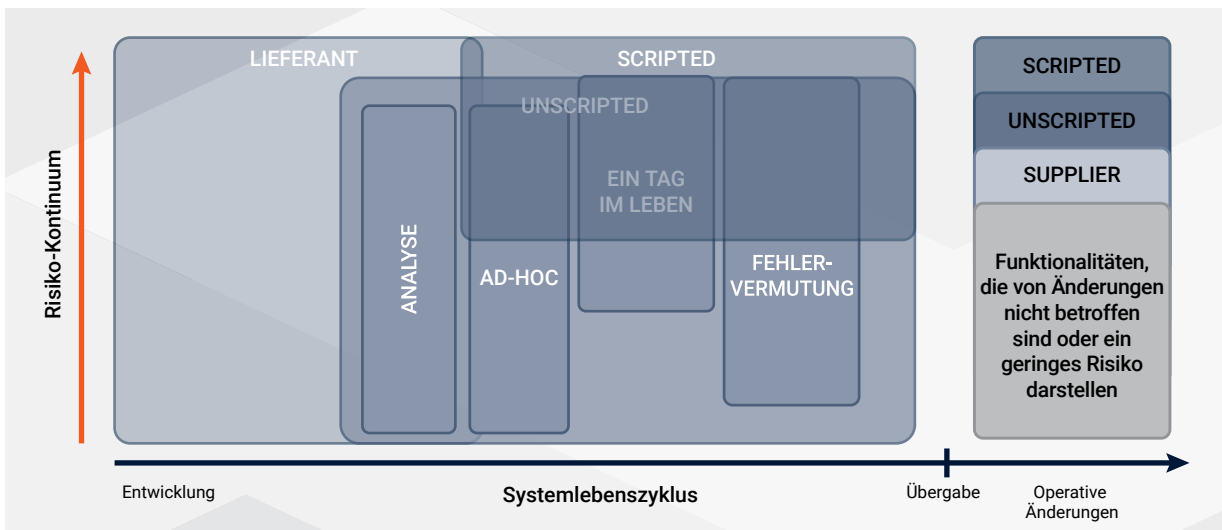 Risiko-Kontinuum
LIEFERANT
SCRIPTED
UNSCRIPTED
ANALYSE
AD-HOC
EIN TAG
IM LEBEN
FEHLER-
VERMUTUNG
SCRIPTED
UNSCRIPTED
SUPPLIER
Funktionalitäten,
die von Änderungen
nicht betroffen
sind oder ein
geringes Risiko
darstellen
Entwicklung
Systemlebenszyklus
Übergabe
Operative
Änderungen